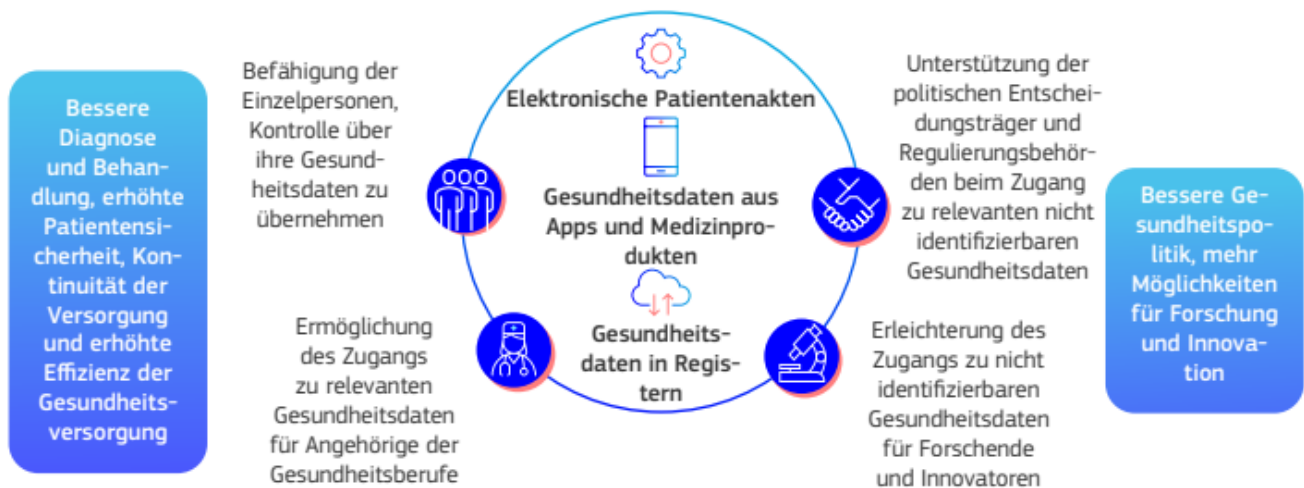 Bessere
Diagnose
und Behan-
dlung, erhöhte
Patientensi-
cherheit, Kon-
tinuität der
Versorgung
und erhöhte
Effizienz der
Gesundheits-
versorgung
Befähigung der
Einzelpersonen,
Kontrolle über
ihre Gesund-
heitsdaten zu
übernehmen
Ermöglichung
des Zugangs
zu relevanten
Gesundheitsdaten
für Angehörige der
Gesundheitsberufe
Elektronische Patientenakten
Gesundheitsdaten aus
Apps und Medizinpro-
dukten
Gesundheits-
daten in Regis-
tern
Unterstützung der
politischen Entschei-
dungsträger und
Regulierungsbehör-
den beim Zugang
zu relevanten nicht
identifizierbaren
Gesundheitsdaten
Erleichterung des
Zugangs zu nicht
identifizierbaren
Gesundheitsdaten
für Forschende
und Innovatoren
Bessere Ge-
sundheitspo-
litik, mehr
Möglichkeiten
für Forschung
und Innova-
tion